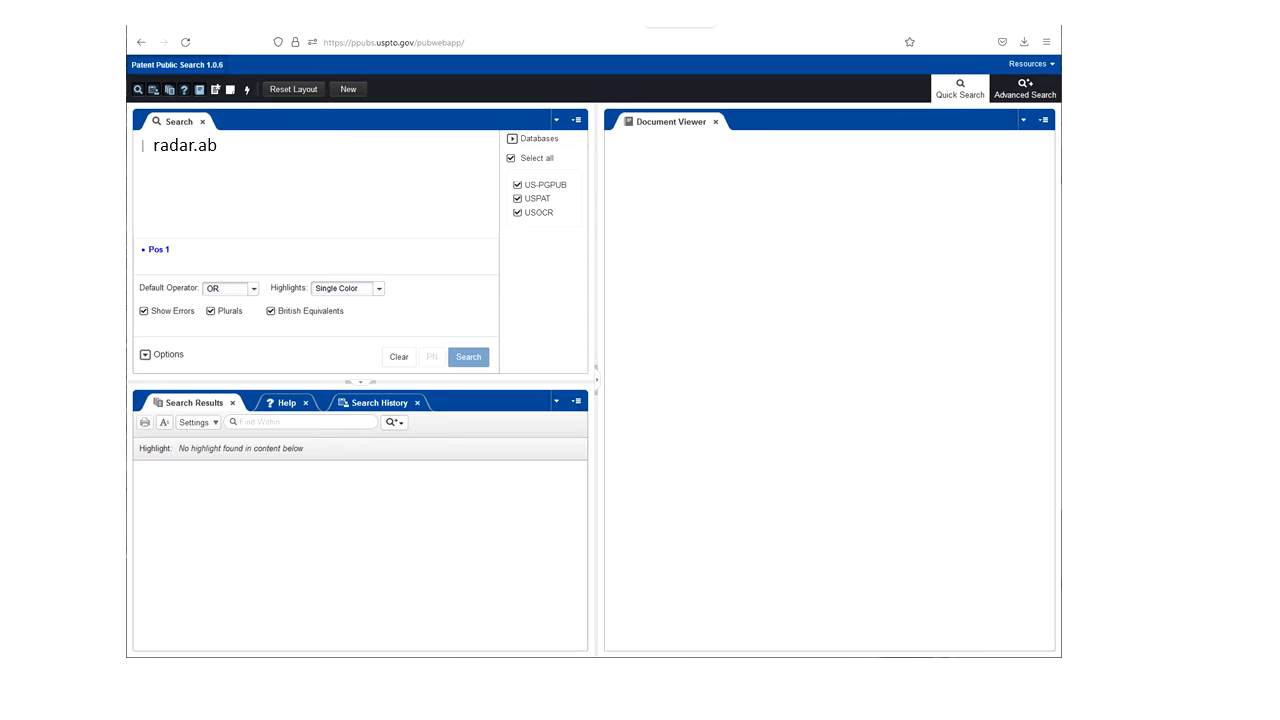 https://ppubs.uspto.gov/pubwebapp/
Patent Public Search 1.0.6
Resources
Reset Layout
New
Quick Search
Advanced Search
Search
radar.ab
Databases
Select all
US-PGPUB
USPAT
USOCR
Pos 1
Default Operator:
OR
Highlights:
Single Color
Show Errors
Plurals
British Equivalents
Options
Clear
PN
Search
Document Viewer
Search Results
Help
Search History
Settings
Find Within
Highlight:
No highlight found in content below